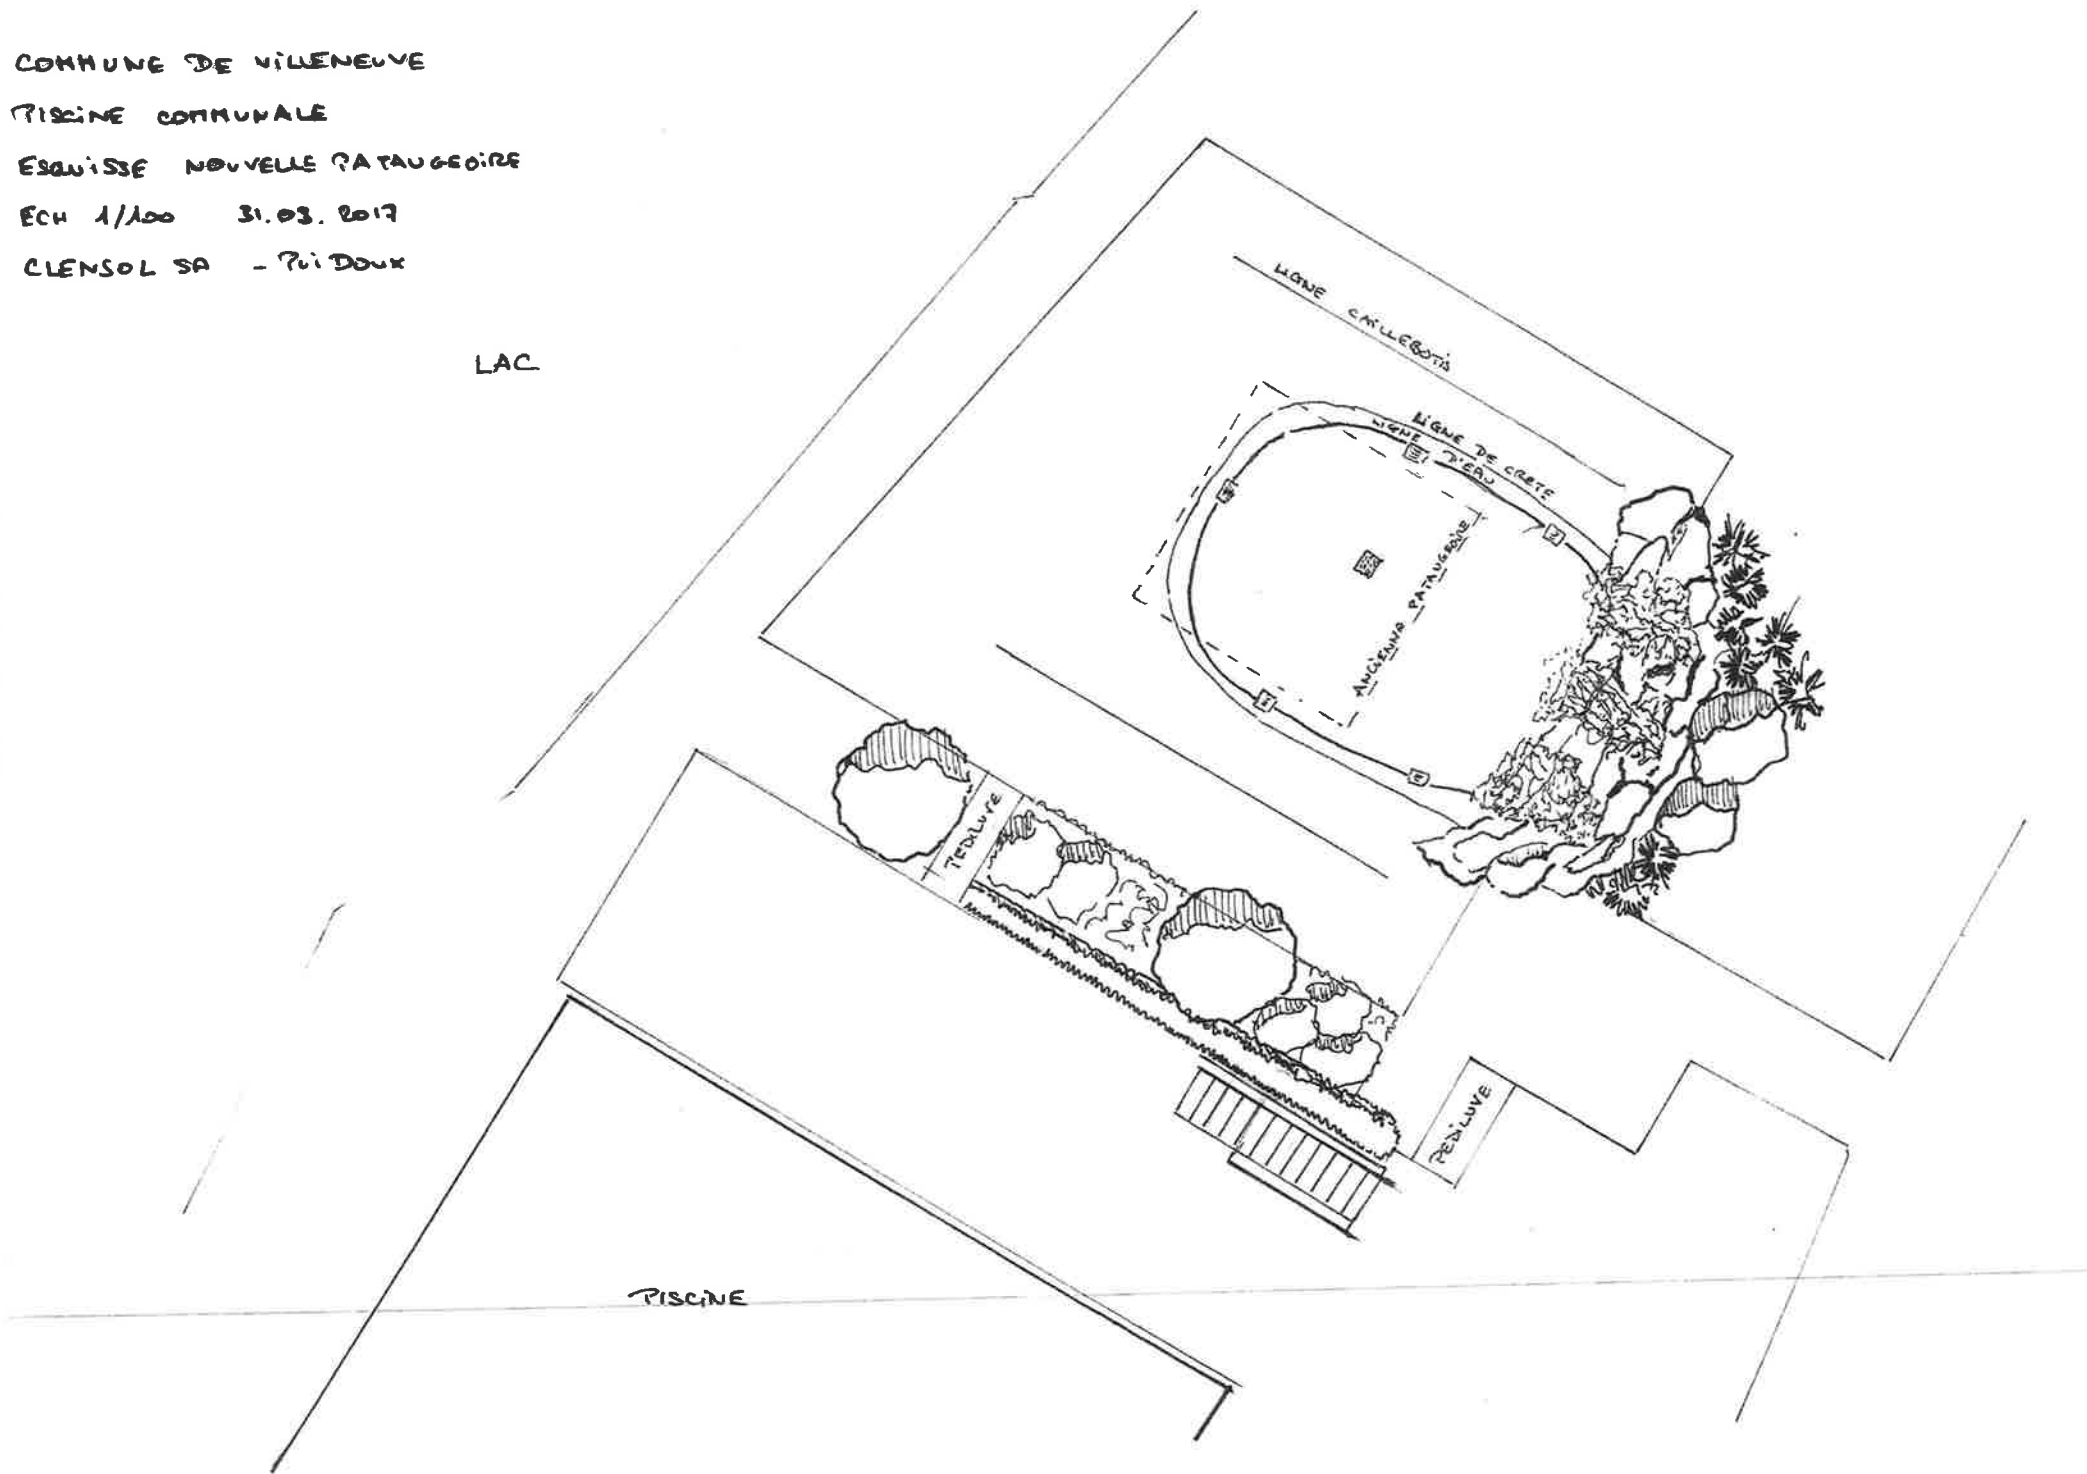 COMMUNE DE VILLENEUVE
PISCINE COMMUNALE
ESQUISSE NOUVELLE PATAUGEOIRE
ECH 1/100 31.03.2017
CLENSOL SA - PUIDOUX
LAC
LIGNE CAILLEBOTIS
LIGNE DE CRETE
LIGNE D'EAU
ANCIENNE PATAUGEOIRE
PEDILUVE
PEDILUVE
PISCINE